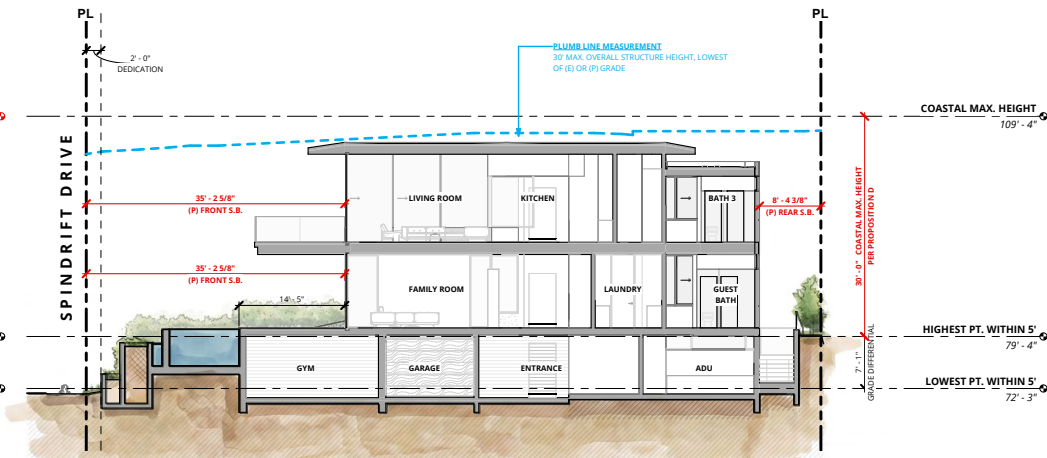 PL
PL
2' - 0"
DEDICATION
PLUMB LINE MEASUREMENT
30' MAX. OVERALL STRUCTURE HEIGHT, LOWEST
OF (E) OR (P) GRADE
COASTAL MAX. HEIGHT
109' - 4"
SPINDRIFT DRIVE
35' - 2 5/8"
(P) FRONT S.B.
LIVING ROOM
KITCHEN
BATH 3
8' - 4 3/8"
(P) REAR S.B.
30' - 0" COASTAL MAX. HEIGHT
PER PROPOSITION D
35' - 2 5/8"
(P) FRONT S.B.
14' - 5"
FAMILY ROOM
LAUNDRY
GUEST
BATH
HIGHEST PT. WITHIN 5'
79' - 4"
7' - 1"
GRADE DIFFERENTIAL
GYM
GARAGE
ENTRANCE
ADU
LOWEST PT. WITHIN 5'
72' - 3"